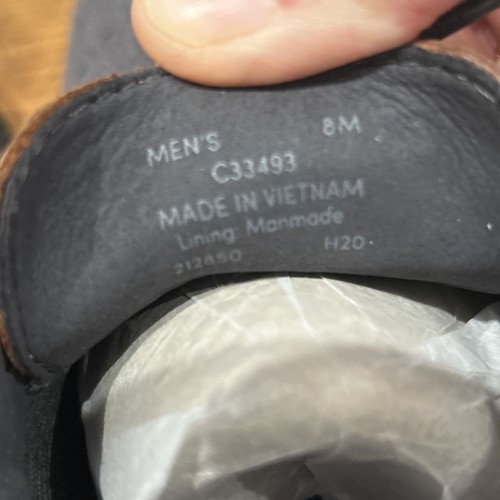 MEN'S 8M
C33493
MADE IN VIETNAM
Lining: Manmade
212850 H20